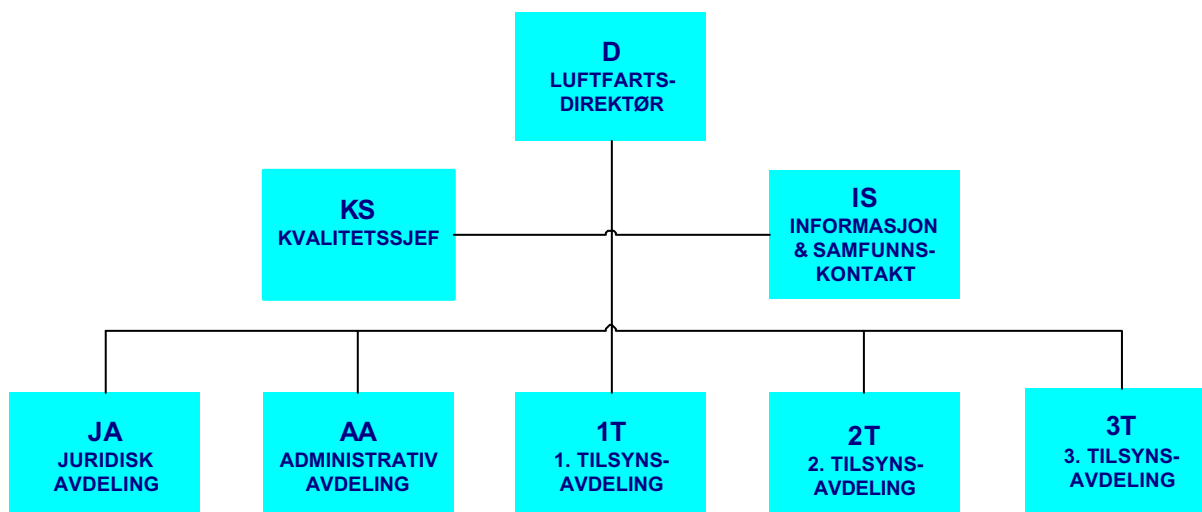 D
LUFTFARTS-
DIREKTØR
KS
KVALITETSSJEF
IS
INFORMASJON
& SAMFUNNS-
KONTAKT
JA
JURIDISK
AVDELING
AA
ADMINISTRATIV
AVDELING
1T
1. TILSYNS-
AVDELING
2T
2. TILSYNS-
AVDELING
3T
3. TILSYNS-
AVDELING